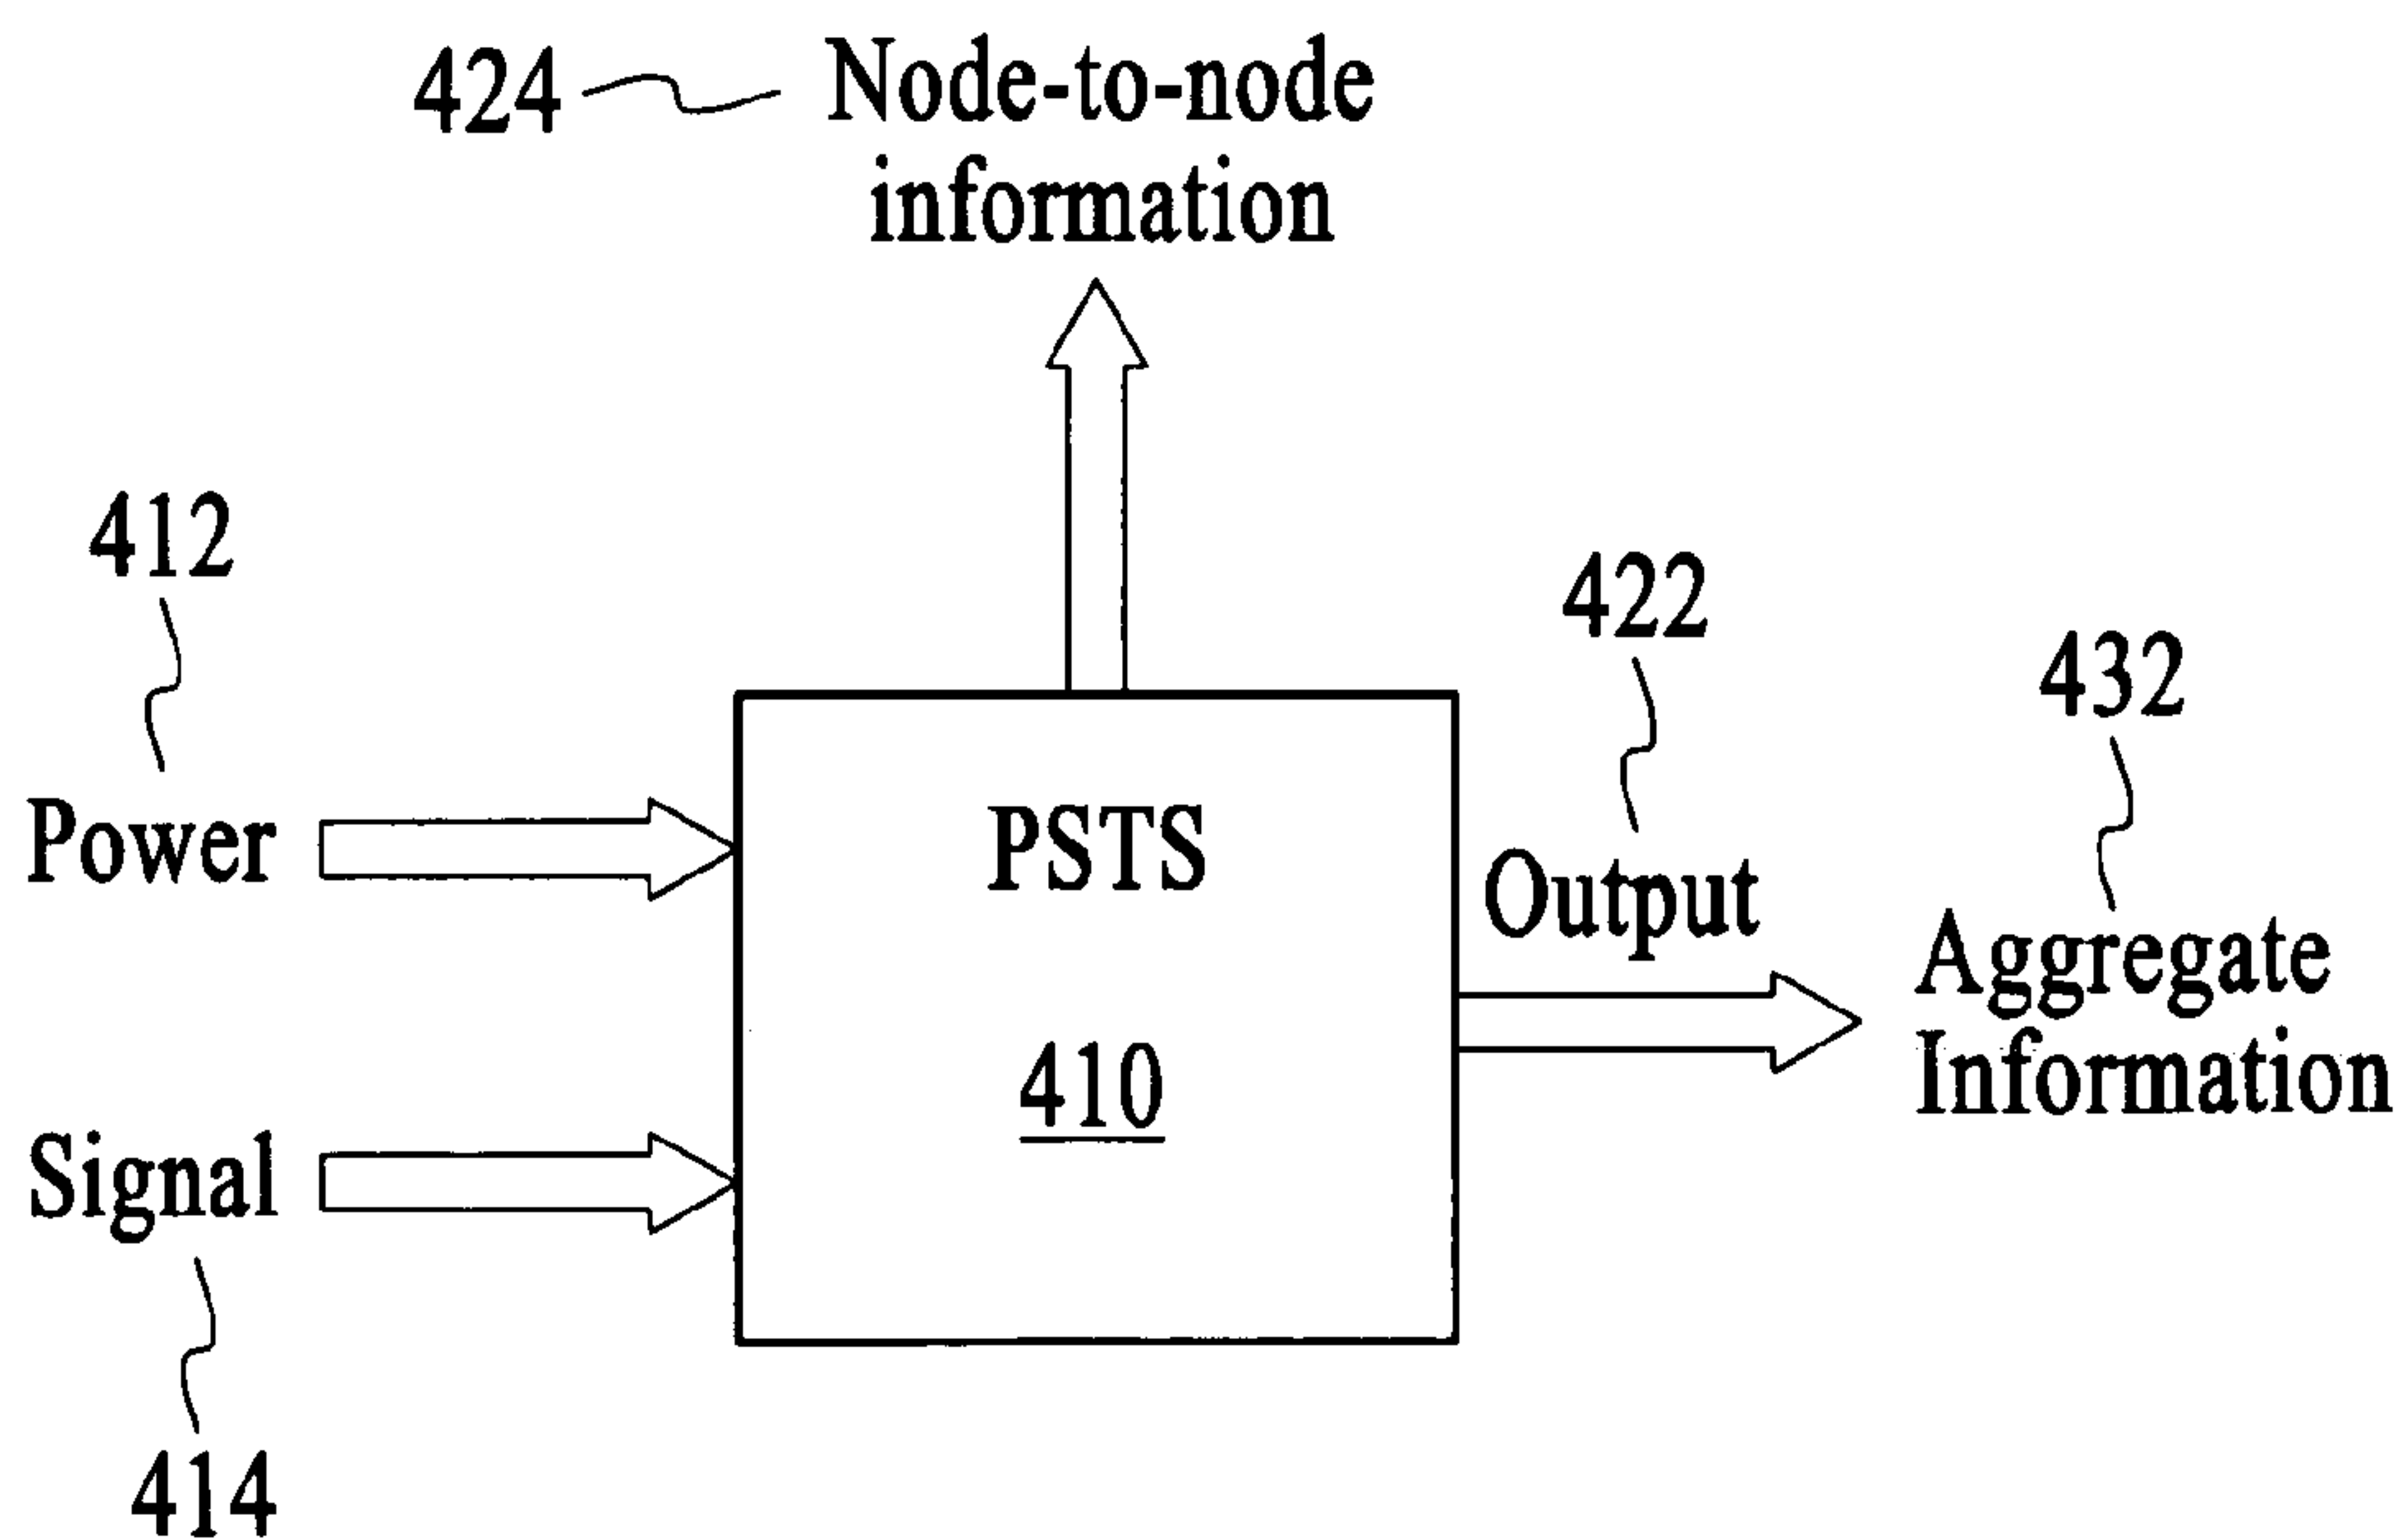 424
Node-to-node
information
412
422
432
Power
PSTS
Output
Aggregate
Information
410
Signal
414